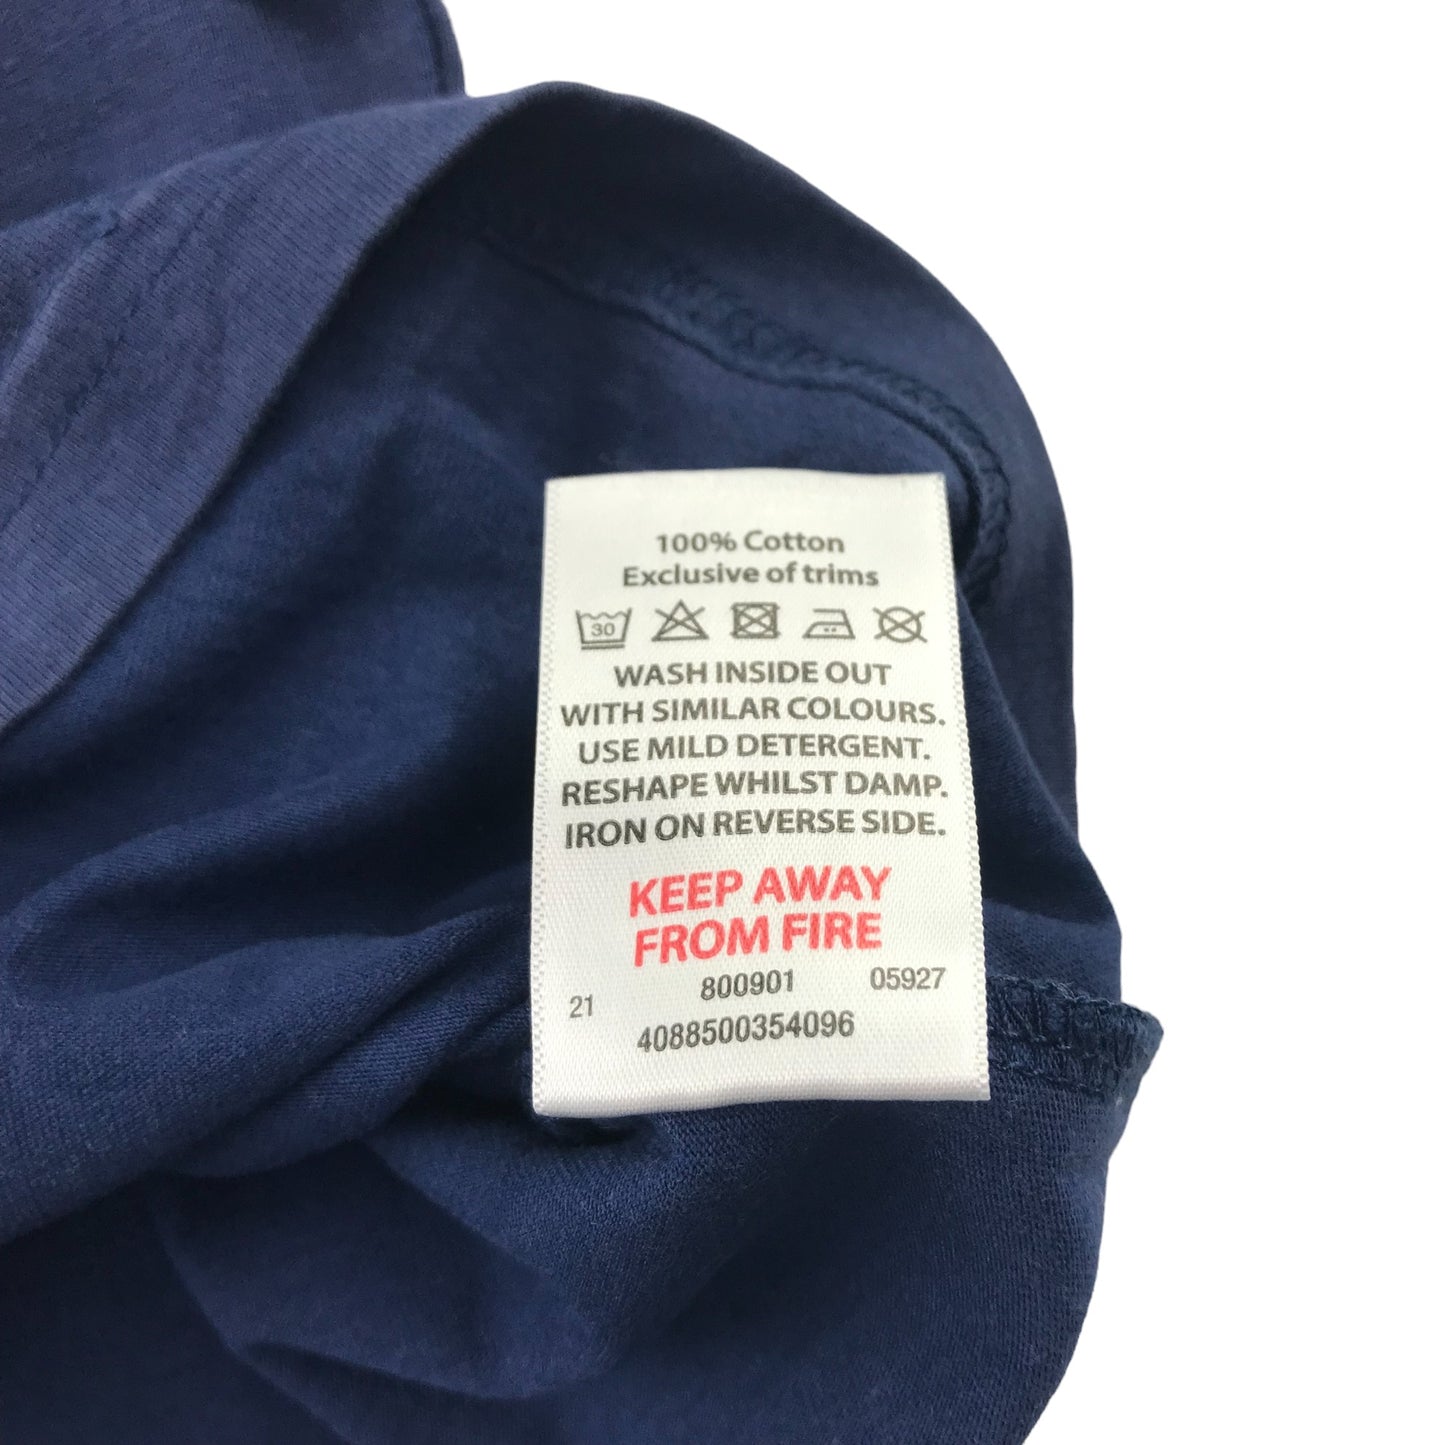 100% Cotton
Exclusive of trims
30
WASH INSIDE OUT
WITH SIMILAR COLOURS.
USE MILD DETERGENT.
RESHAPE WHILST DAMP.
IRON ON REVERSE SIDE.
KEEP AWAY
FROM FIRE
21 800901 05927
4088500354096